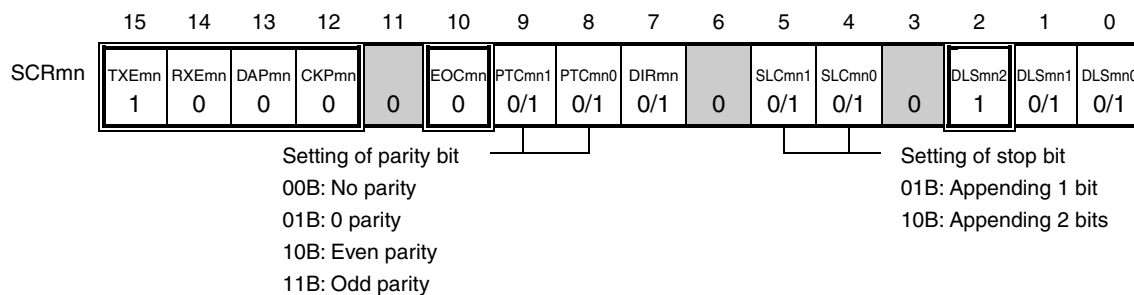 15 14 13 12 11 10 9 8 7 6 5 4 3 2 1 0
SCRmn TXEmn RXEmn DAPmn CKPmn EOCmn PTCmn1 PTCmn0 DIRmn SLCmn1 SLCmn0 DLSmn2 DLSmn1 DLSmn0
1 0 0 0 0 0 0/1 0/1 0/1 0 0/1 0/1 0 1 0/1 0/1
Setting of parity bit
00B: No parity
01B: 0 parity
10B: Even parity
11B: Odd parity
Setting of stop bit
01B: Appending 1 bit
10B: Appending 2 bits